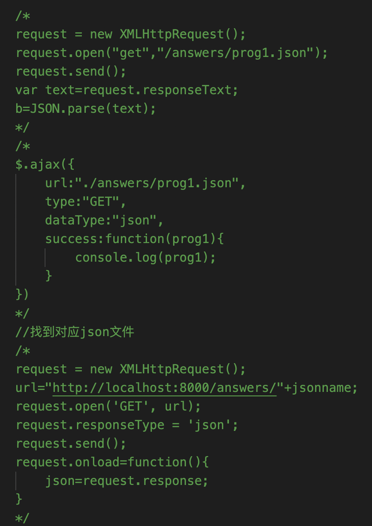 /*
request = new XMLHttpRequest();
request.open("get","/answers/prog1.json");
request.send();
var text=request.responseText;
b=JSON.parse(text);
*/
/*
$.ajax({
    url:"./answers/prog1.json",
    type:"GET",
    dataType:"json",
    success:function(prog1){
        console.log(prog1);
    }
})
*/
//找到对应json文件
/*
request = new XMLHttpRequest();
url="http://localhost:8000/answers/"+jsonname;
request.open('GET', url);
request.responseType = 'json';
request.send();
request.onload=function(){
    json=request.response;
}
*/